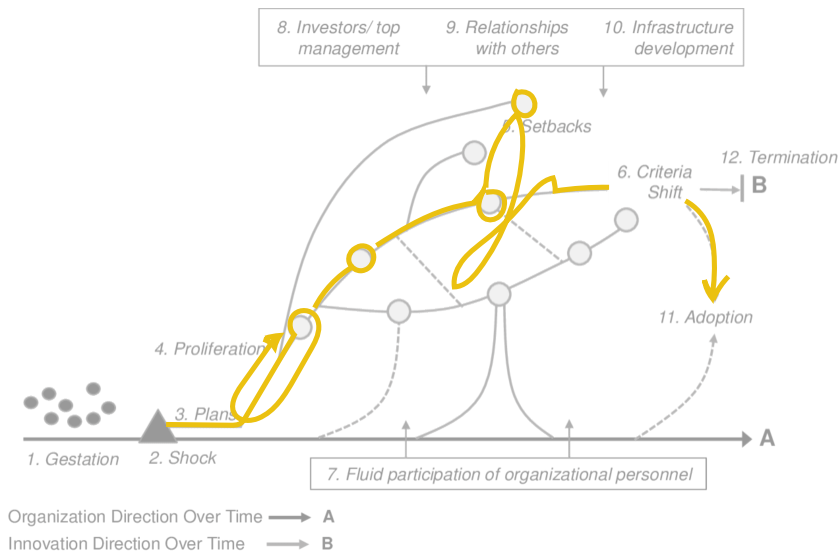 8. Investors/ top
management
9. Relationships
with others
10. Infrastructure
development
5. Setbacks
12. Termination
6. Criteria
Shift
B
11. Adoption
4. Proliferation
3. Plans
A
1. Gestation
2. Shock
7. Fluid participation of organizational personnel
Organization Direction Over Time A
Innovation Direction Over Time B